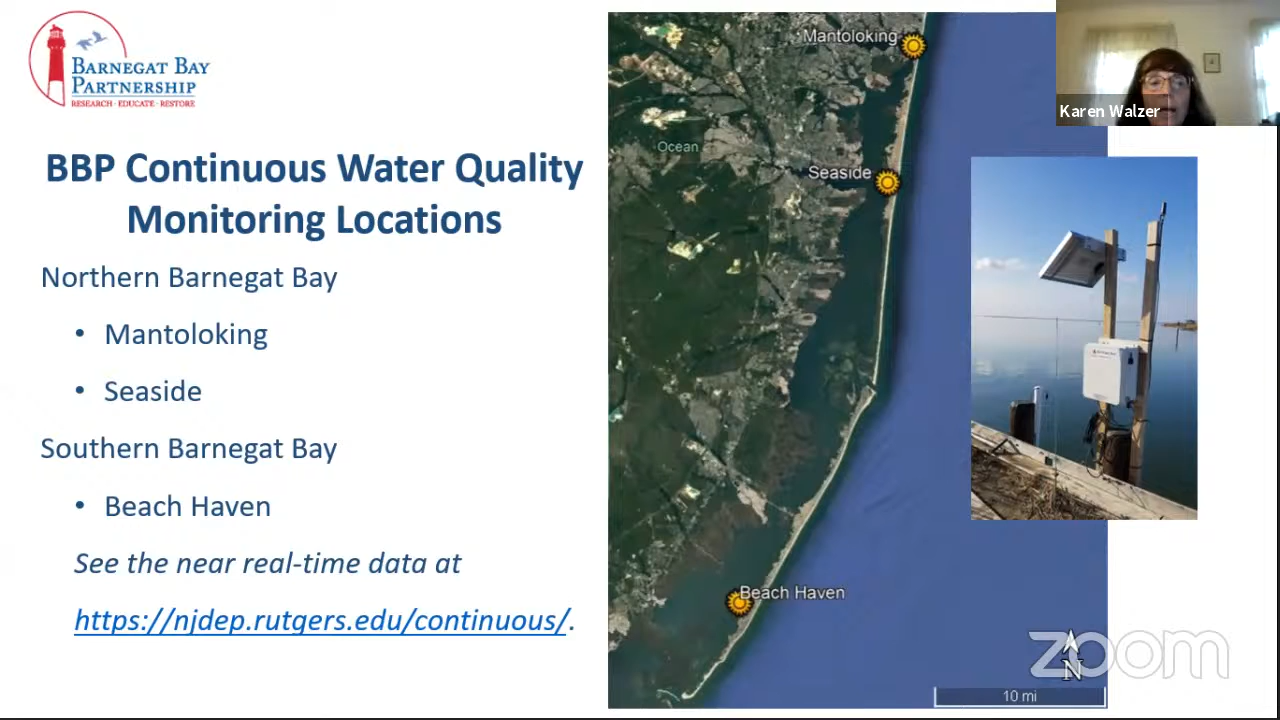 BARNEGAT BAY
PARTNERSHIP
RESEARCH · EDUCATE · RESTORE
BBP Continuous Water Quality
Monitoring Locations
Northern Barnegat Bay
• Mantoloking
• Seaside
Southern Barnegat Bay
• Beach Haven
See the near real-time data at
https://njdep.rutgers.edu/continuous/.
Mantoloking
Ocean
Seaside
Beach Haven
N
10 mi
Karen Walzer
zoom